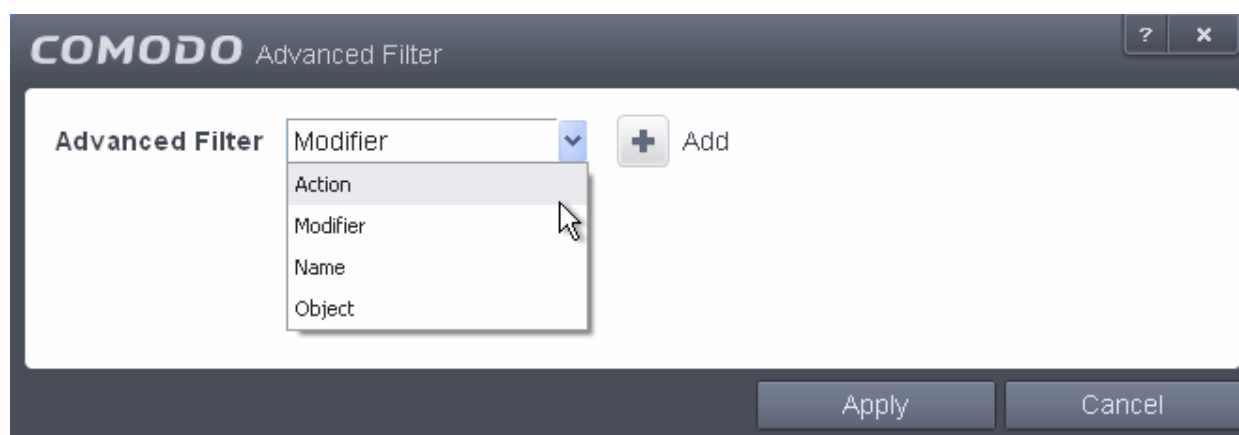 COMODO Advanced Filter ? x
Advanced Filter Modifier + Add
Action
Modifier
Name
Object
Apply Cancel